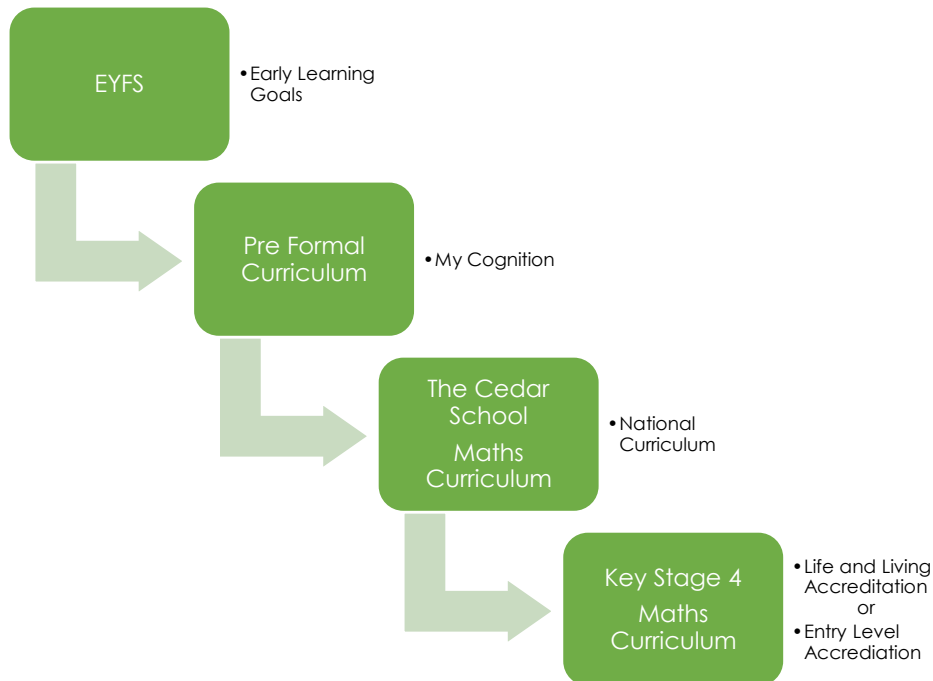 EYFS
•Early Learning
Goals
Pre Formal
Curriculum
•My Cognition
The Cedar
School
Maths
Curriculum
•National
Curriculum
Key Stage 4
Maths
Curriculum
•Life and Living
Accreditation
or
•Entry Level
Accrediation